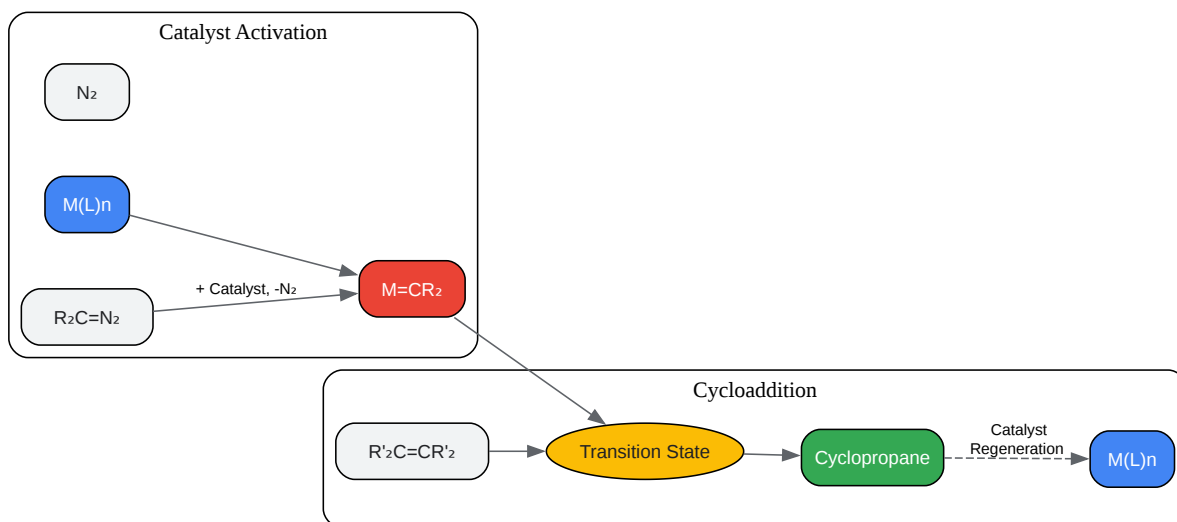 Catalyst Activation
N₂
M(L)n
+ Catalyst, -N₂
M=CR₂
R₂C=N₂
Cycloaddition
R'₂C=CR'₂
Transition State
Cyclopropane
Catalyst
Regeneration
M(L)n